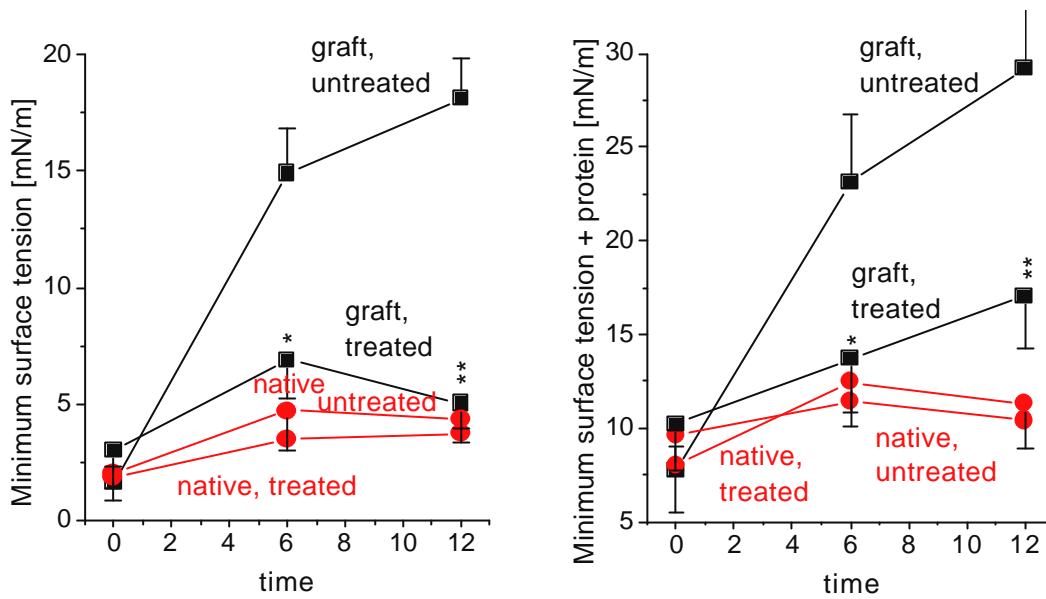 Minimum surface tension [mN/m]
20
15
10
5
0
graft,
untreated
graft,
treated
*
**
native
untreated
native, treated
0 2 4 6 8 10 12
time
Minimum surface tension + protein [mN/m]
30
25
20
15
10
5
graft,
untreated
graft,
treated
*
**
native,
treated
native,
untreated
0 2 4 6 8 10 12
time